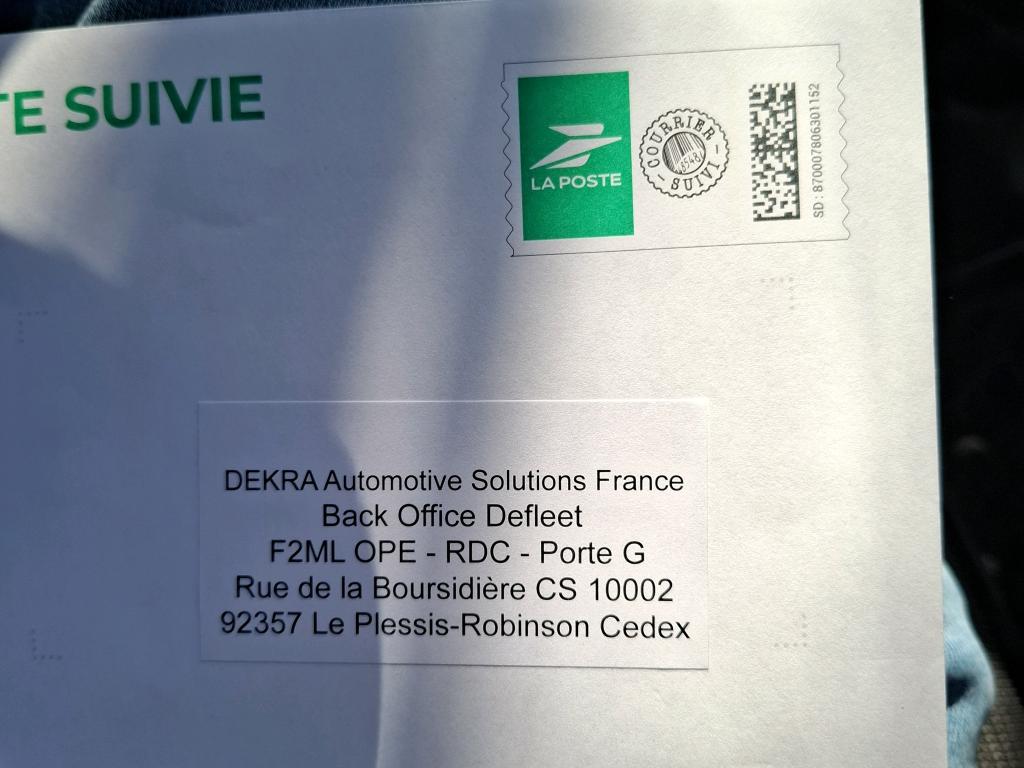 TE SUIVIE
LA POSTE
COURRIER
SUIVI
SD : 870007806301152
DEKRA Automotive Solutions France
Back Office Defleet
F2ML OPE - RDC - Porte G
Rue de la Boursidière CS 10002
92357 Le Plessis-Robinson Cedex